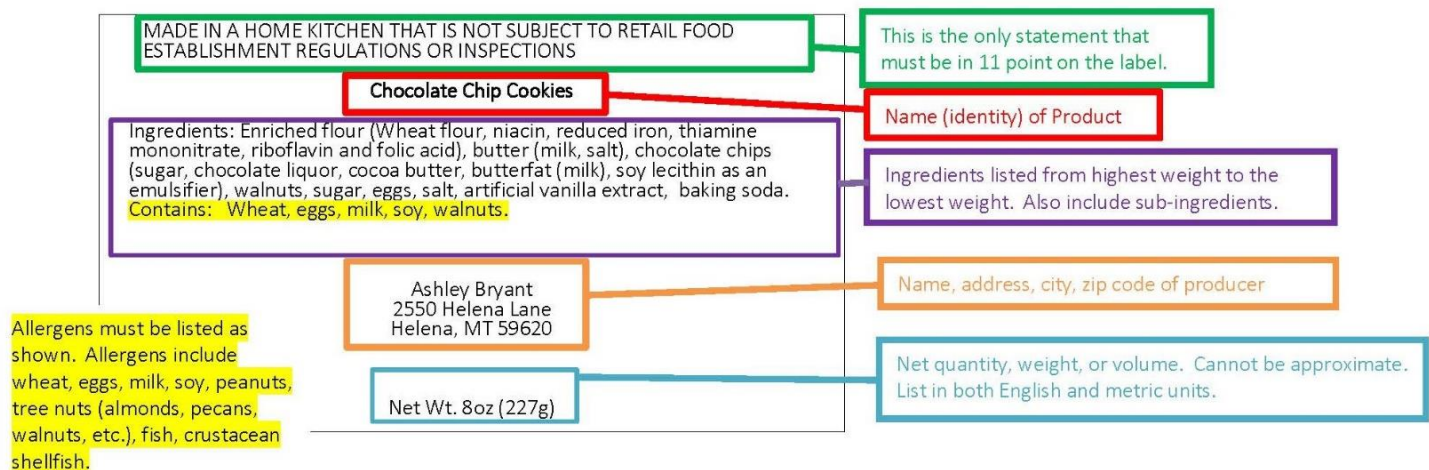 MADE IN A HOME KITCHEN THAT IS NOT SUBJECT TO RETAIL FOOD
ESTABLISHMENT REGULATIONS OR INSPECTIONS
This is the only statement that
must be in 11 point on the label.
Chocolate Chip Cookies
Name (identity) of Product
Ingredients: Enriched flour (Wheat flour, niacin, reduced iron, thiamine
mononitrate, riboflavin and folic acid), butter (milk, salt), chocolate chips
(sugar, chocolate liquor, cocoa butter, butterfat (milk), soy lecithin as an
emulsifier), walnuts, sugar, eggs, salt, artificial vanilla extract, baking soda.
Contains: Wheat, eggs, milk, soy, walnuts.
Ingredients listed from highest weight to the
lowest weight. Also include sub-ingredients.
Ashley Bryant
2550 Helena Lane
Helena, MT 59620
Name, address, city, zip code of producer
Allergens must be listed as
shown. Allergens include
wheat, eggs, milk, soy, peanuts,
tree nuts (almonds, pecans,
walnuts, etc.), fish, crustacean
shellfish.
Net Wt. 8oz (227g)
Net quantity, weight, or volume. Cannot be approximate.
List in both English and metric units.